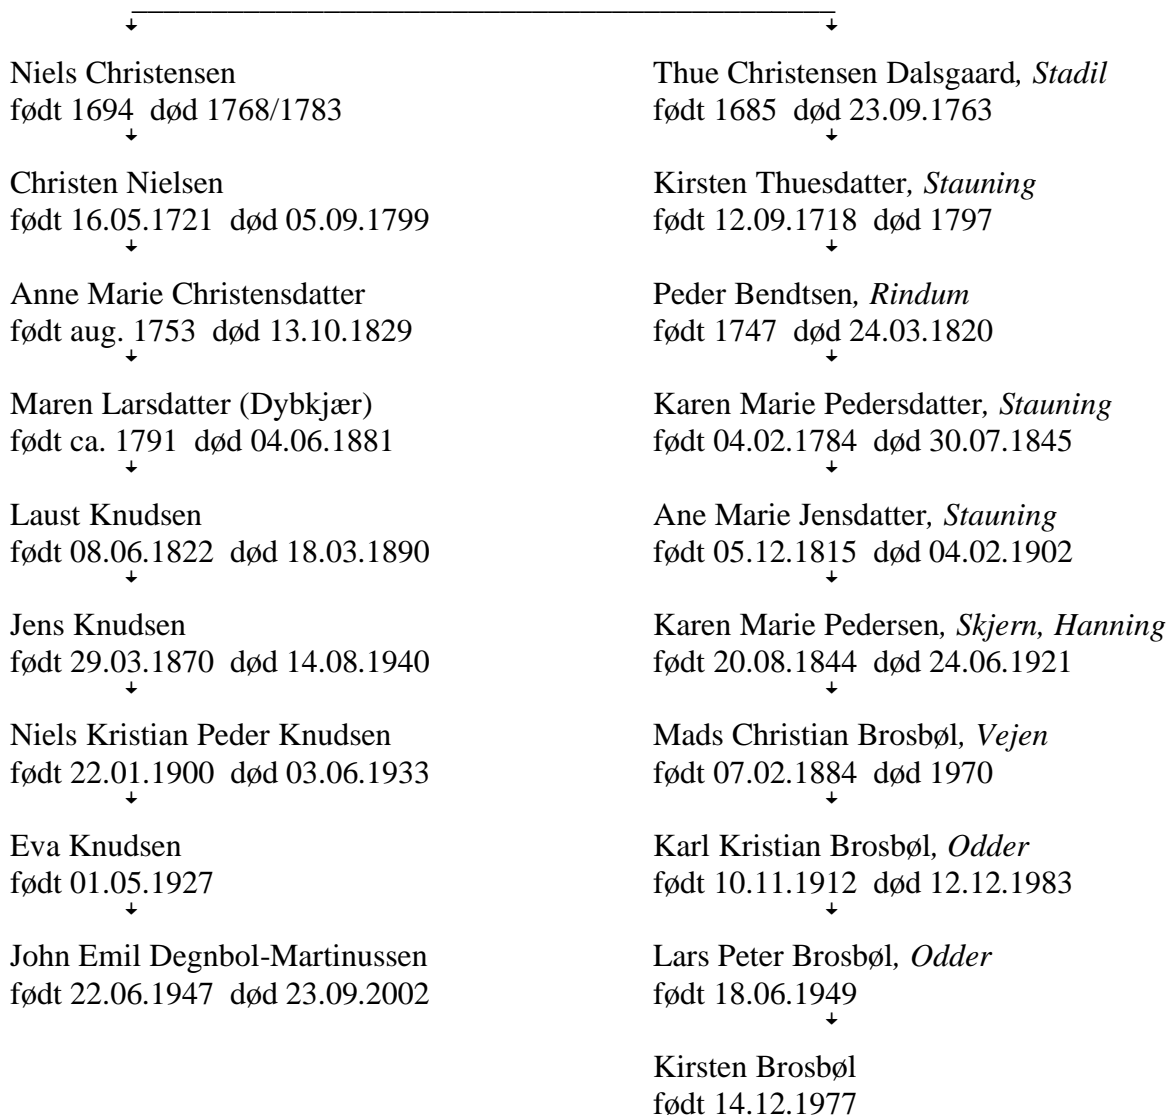 Niels Christensen
født 1694 død 1768/1783
Christen Nielsen
født 16.05.1721 død 05.09.1799
Anne Marie Christensdatter
født aug. 1753 død 13.10.1829
Maren Larsdatter (Dybkjær)
født ca. 1791 død 04.06.1881
Laust Knudsen
født 08.06.1822 død 18.03.1890
Jens Knudsen
født 29.03.1870 død 14.08.1940
Niels Kristian Peder Knudsen
født 22.01.1900 død 03.06.1933
Eva Knudsen
født 01.05.1927
John Emil Degnbol-Martinussen
født 22.06.1947 død 23.09.2002
Thue Christensen Dalsgaard, Stadil
født 1685 død 23.09.1763
Kirsten Thuesdatter, Stauning
født 12.09.1718 død 1797
Peder Bendtsen, Rindum
født 1747 død 24.03.1820
Karen Marie Pedersdatter, Stauning
født 04.02.1784 død 30.07.1845
Ane Marie Jensdatter, Stauning
født 05.12.1815 død 04.02.1902
Karen Marie Pedersen, Skjern, Hanning
født 20.08.1844 død 24.06.1921
Mads Christian Brosbøl, Vejen
født 07.02.1884 død 1970
Karl Kristian Brosbøl, Odder
født 10.11.1912 død 12.12.1983
Lars Peter Brosbøl, Odder
født 18.06.1949
Kirsten Brosbøl
født 14.12.1977